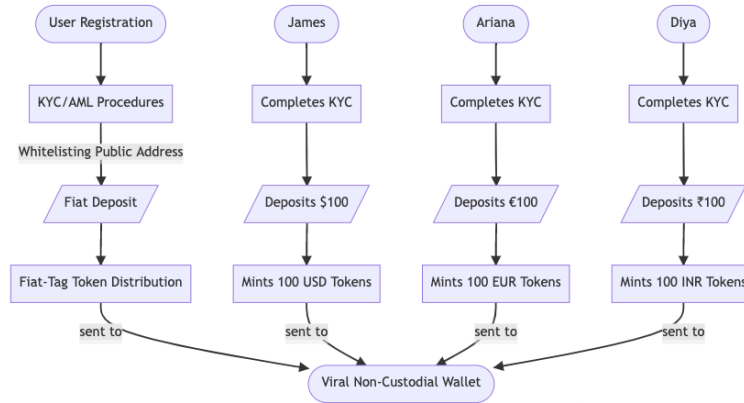 User Registration
James
Ariana
Diya
KYC/AML Procedures
Completes KYC
Completes KYC
Completes KYC
Whitelisting Public Address
Fiat Deposit
Deposits $100
Deposits €100
Deposits ₹100
Fiat-Tag Token Distribution
Mints 100 USD Tokens
Mints 100 EUR Tokens
Mints 100 INR Tokens
sent to
sent to
sent to
sent to
Viral Non-Custodial Wallet